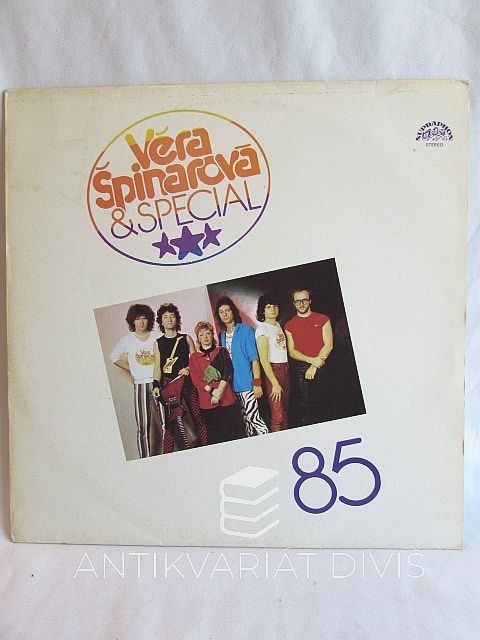 Věra
Špinarová
& SPECIAL
SUPRAPHON
STEREO
85
ANTIKVARIÁT DIVIŠ